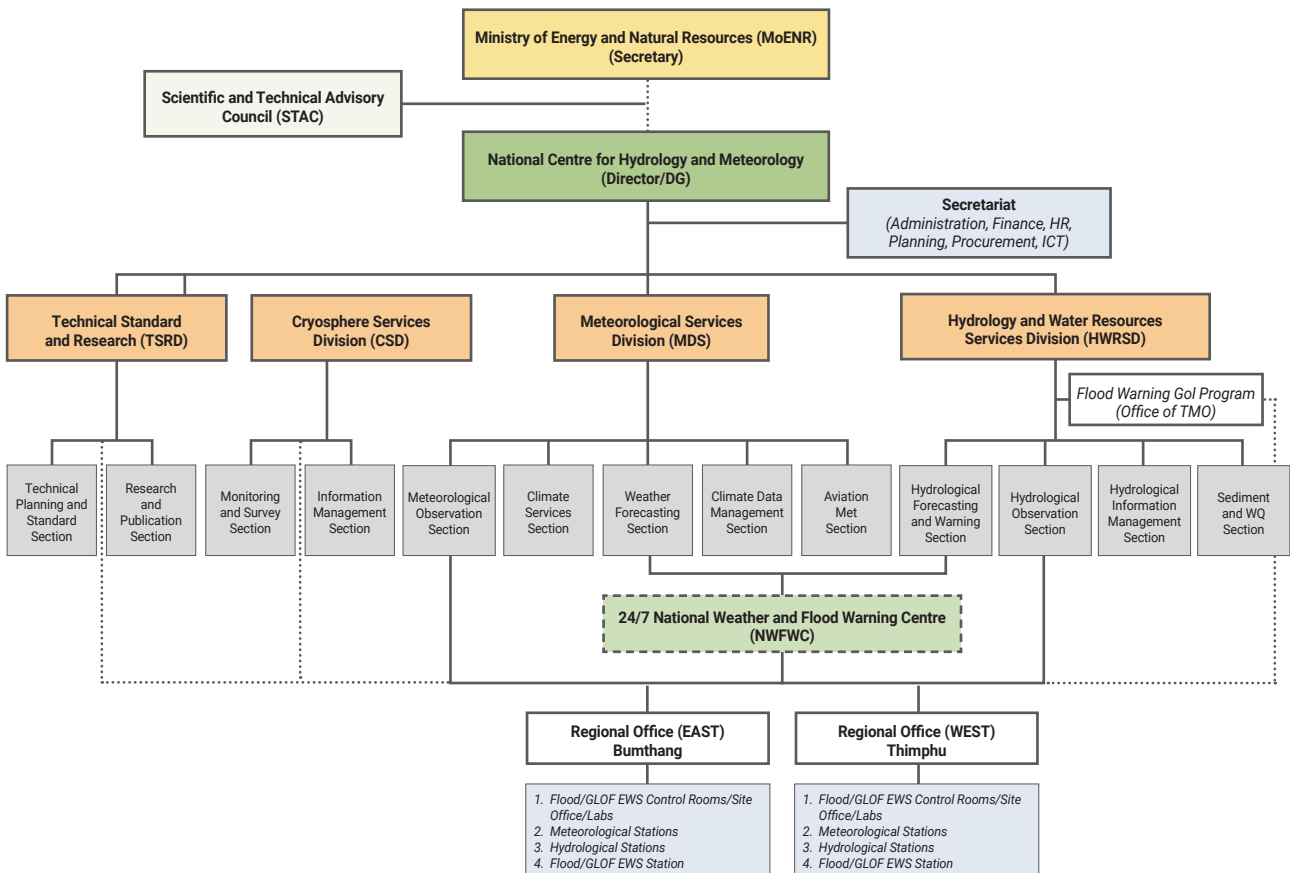 Ministry of Energy and Natural Resources (MoENR)
(Secretary)
Scientific and Technical Advisory
Council (STAC)
National Centre for Hydrology and Meteorology
(Director/DG)
Secretariat
(Administration, Finance, HR,
Planning, Procurement, ICT)
Technical Standard
and Research (TSRD)
Cryosphere Services
Division (CSD)
Meteorological Services
Division (MDS)
Hydrology and Water Resources
Services Division (HWRSD)
Flood Warning GoI Program
(Office of TMO)
Technical
Planning and
Standard
Section
Research
and
Publication
Section
Monitoring
and Survey
Section
Information
Management
Section
Meteorological
Observation
Section
Climate
Services
Section
Weather
Forecasting
Section
Climate Data
Management
Section
Aviation
Met
Section
Hydrological
Forecasting
and Warning
Section
Hydrological
Observation
Section
Hydrological
Information
Management
Section
Sediment
and WQ
Section
24/7 National Weather and Flood Warning Centre
(NWFWC)
Regional Office (EAST)
Bumthang
Regional Office (WEST)
Thimphu
1. Flood/GLOF EWS Control Rooms/Site
Office/Labs
2. Meteorological Stations
3. Hydrological Stations
4. Flood/GLOF EWS Station
1. Flood/GLOF EWS Control Rooms/Site
Office/Labs
2. Meteorological Stations
3. Hydrological Stations
4. Flood/GLOF EWS Station